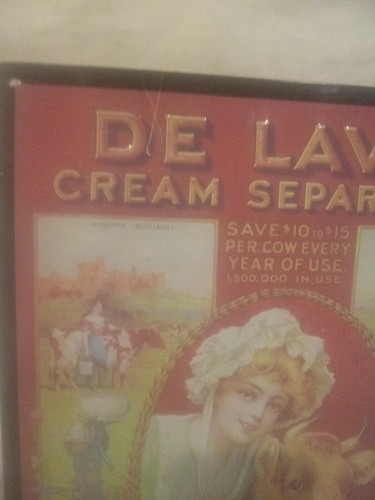 DE LAV
CREAM SEPAR
SAVE $10 TO $15
PER.COW.EVERY
YEAR OF USE.
1,500,000 IN USE.